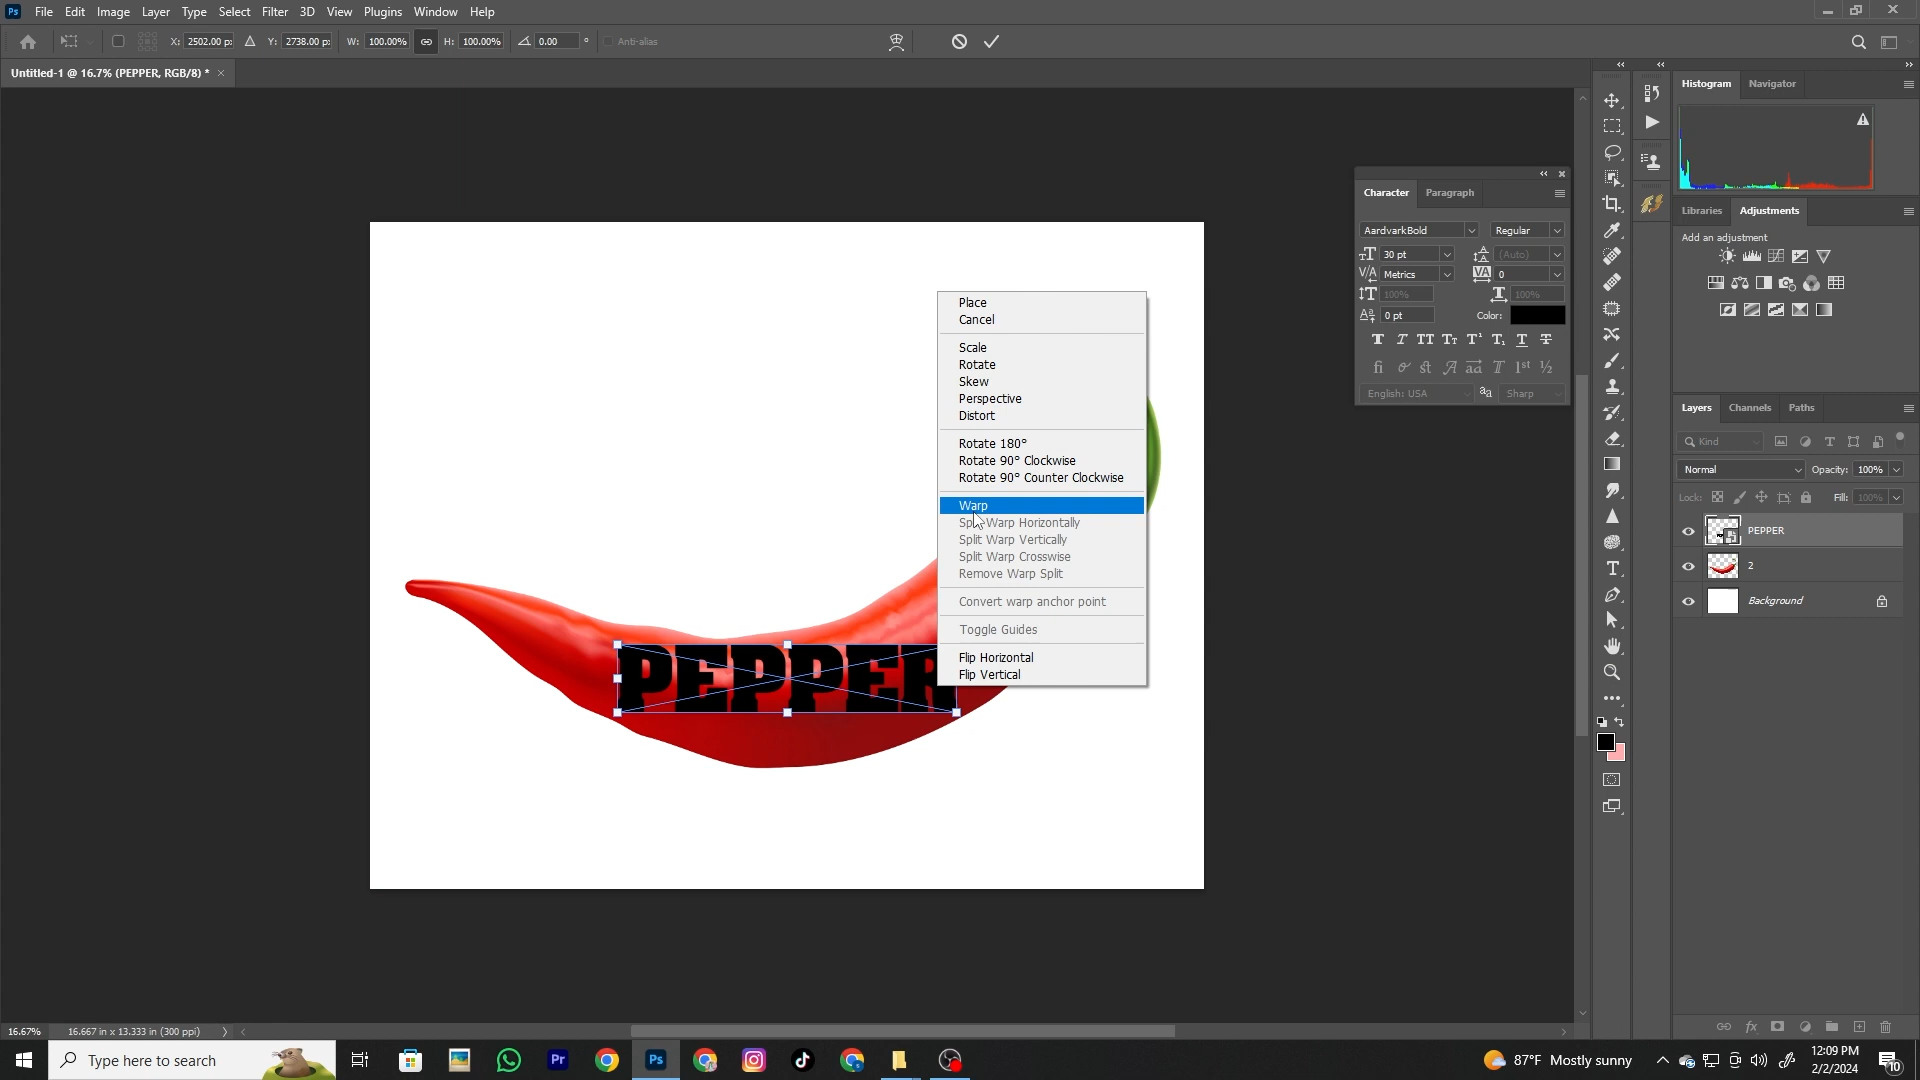 Ps File Edit Image Layer Type Select Filter 3D View Plugins Window Help
X: 2502.00 p: Y: 2738.00 p: W: 100.00% H: 100.00% 0.00 ° Anti-alias
Untitled-1 @ 16.7% (PEPPER, RGB/8) * ×
Histogram Navigator
Character Paragraph
AardvarkBold Regular
30 pt (Auto)
Metrics 0
100% 100%
0 pt Color:
English: USA aa Sharp
Libraries Adjustments
Add an adjustment
Layers Channels Paths
Kind
Normal Opacity: 100%
Lock: Fill: 100%
PEPPER
2
Background
Place
Cancel
Scale
Rotate
Skew
Perspective
Distort
Rotate 180°
Rotate 90° Clockwise
Rotate 90° Counter Clockwise
Warp
Split Warp Horizontally
Split Warp Vertically
Split Warp Crosswise
Remove Warp Split
Convert warp anchor point
Toggle Guides
Flip Horizontal
Flip Vertical
PEPPER
16.67% 16.667 in x 13.333 in (300 ppi)
Type here to search
Pr
Ps
87°F Mostly sunny
12:09 PM
2/2/2024
10